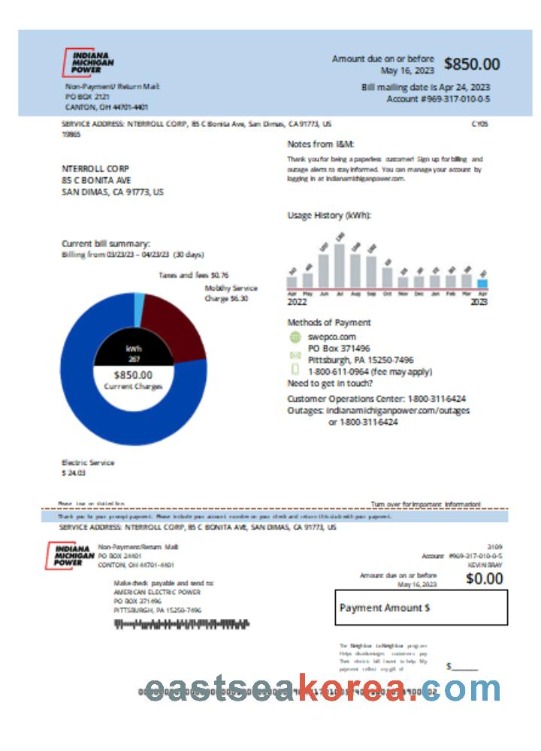 INDIANA
MICHIGAN
POWER
Amount due on or before
May 16, 2023
$850.00
Non-Payment/ Return Mail:
PO BOX 2121
CANTON, OH 44701-4401
Bill mailing date is Apr 24, 2023
Account #969-317-010-0-5
SERVICE ADDRESS: NTERROLL CORP, 85 C Bonita Ave, San Dimas, CA 91773, US
19865
CY05
Notes from I&M:
Thank you for being a paperless customer! Sign up for billing and
outage alerts to stay informed. You can manage your account by
logging in at indianamichiganpower.com.
NTERROLL CORP
85 C BONITA AVE
SAN DIMAS, CA 91773, US
Usage History (kWh):
Apr May Jun Jul Aug Sep Oct Nov Dec Jan Feb Mar Apr
2022 2023
Current bill summary:
Billing from 03/23/23 – 04/23/23 (30 days)
Taxes and fees $0.76
Service
Charge $6.30
kWh
267
$850.00
Current Charges
Electric Service
$ 24.03
Methods of Payment
swepco.com
PO Box 371496
Pittsburgh, PA 15250-7496
1-800-611-0964 (fee may apply)
Need to get in touch?
Customer Operations Center: 1-800-311-6424
Outages: indianamichiganpower.com/outages
or 1-800-311-6424
Please tear on dotted line
Turn over for important information!
Thank you for your prompt payment. Please include your account number on your check and return this stub with your payment.
SERVICE ADDRESS: NTERROLL CORP, 85 C BONITA AVE, SAN DIMAS, CA 91773, US
INDIANA
MICHIGAN
POWER
Non-Payment/Return Mail:
PO BOX 24401
CONTON, OH 44701-4401
Account #969-317-010-0-5
KEVIN BRAY
Amount due on or before
May 16, 2023
$0.00
Make check payable and send to:
AMERICAN ELECTRIC POWER
PO BOX 371496
PITTSBURGH, PA 15250-7496
Payment Amount $
The Neighbor to Neighbor program
Helps disadvantages customers pay
Their electric bill. I want to help. My
payment my gift of
$______
eastseakorea.com